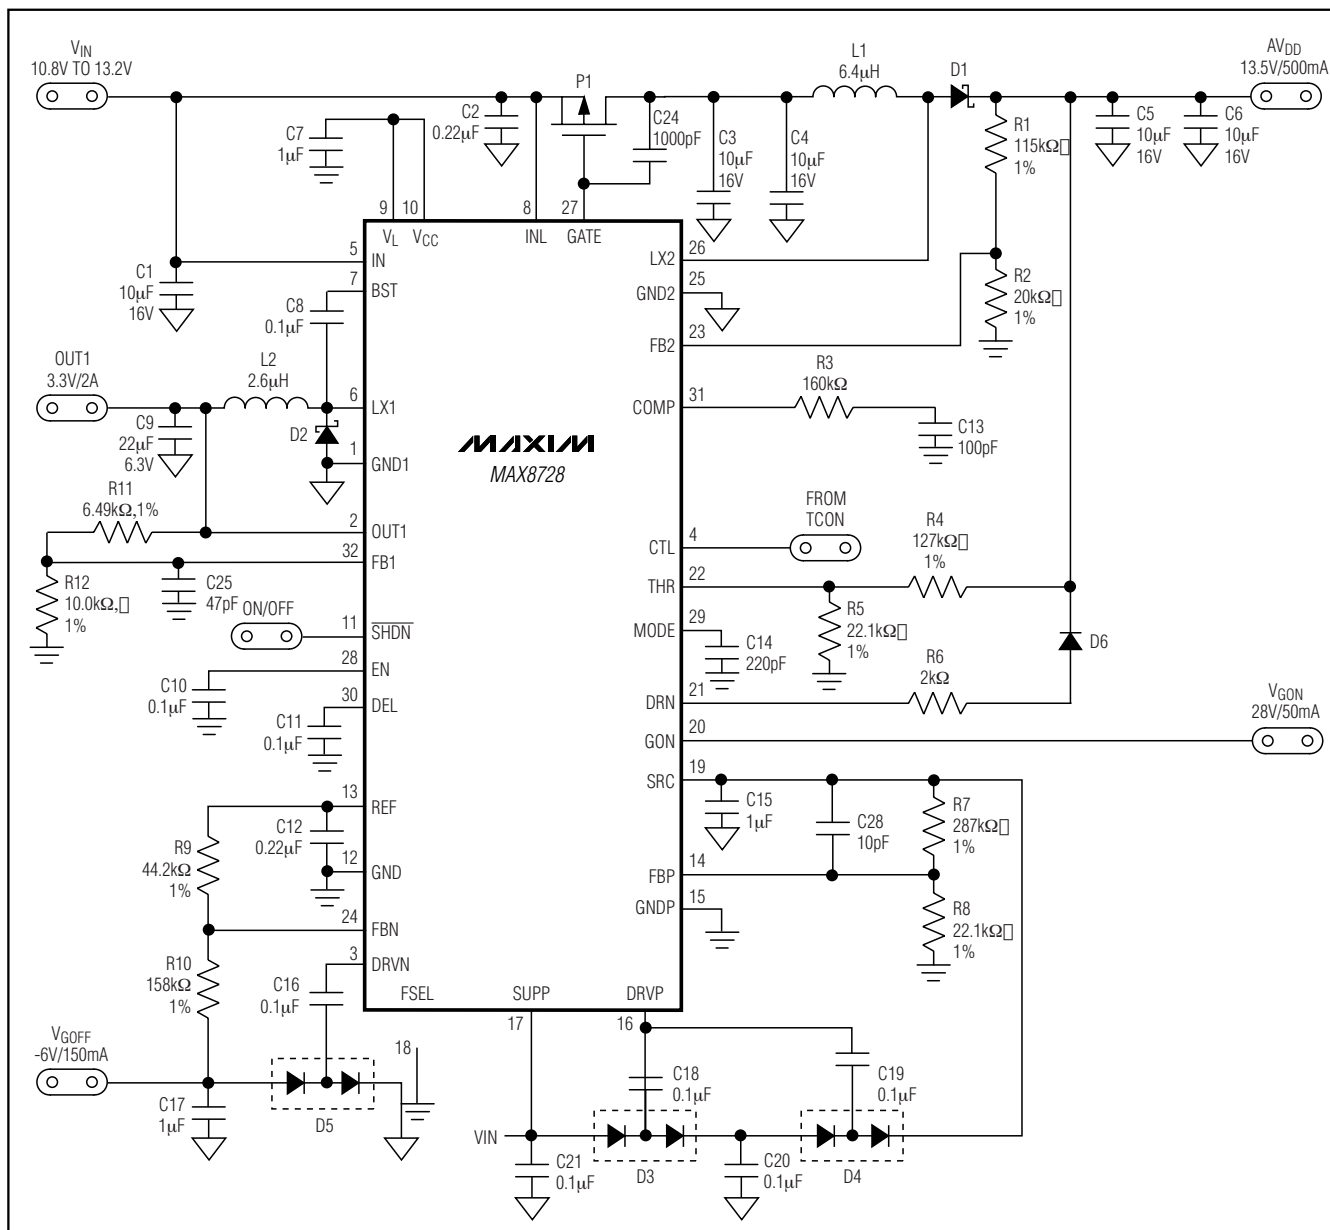 VIN
10.8V TO 13.2V
C7
1µF
C2
0.22µF
P1
C24
1000pF
C3
10µF
16V
C4
10µF
16V
L1
6.4µH
D1
R1
115kΩ▯
1%
C5
10µF
16V
C6
10µF
16V
AVDD
13.5V/500mA
9
10
8
27
VL
VCC
INL
GATE
5
IN
7
BST
C1
10µF
16V
C8
0.1µF
OUT1
3.3V/2A
L2
2.6µH
6
LX1
C9
22µF
6.3V
D2
1
GND1
R11
6.49kΩ,1%
2
OUT1
32
FB1
R12
10.0kΩ,▯
1%
C25
47pF
ON/OFF
11
SHDN
28
EN
C10
0.1µF
30
DEL
C11
0.1µF
13
REF
C12
0.22µF
12
GND
R9
44.2kΩ
1%
24
FBN
R10
158kΩ
1%
3
DRVN
C16
0.1µF
FSEL
SUPP
DRVP
18
17
16
VGOFF
-6V/150mA
C17
1µF
D5
MAXIM
MAX8728
26
LX2
25
GND2
R2
20kΩ▯
1%
23
FB2
R3
160kΩ
31
COMP
C13
100pF
FROM
TCON
4
CTL
R4
127kΩ▯
1%
22
THR
R5
22.1kΩ▯
1%
29
MODE
C14
220pF
D6
R6
2kΩ
21
DRN
VGON
28V/50mA
20
GON
19
SRC
C15
1µF
C28
10pF
R7
287kΩ▯
1%
14
FBP
15
GNDP
R8
22.1kΩ▯
1%
C18
0.1µF
C19
0.1µF
VIN
C21
0.1µF
D3
C20
0.1µF
D4